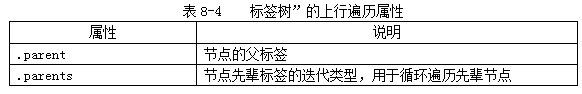 表8-4 标签树”的上行遍历属性
属性 说明
.parent 节点的父标签
.parents 节点先辈标签的迭代类型，用于循环遍历先辈节点